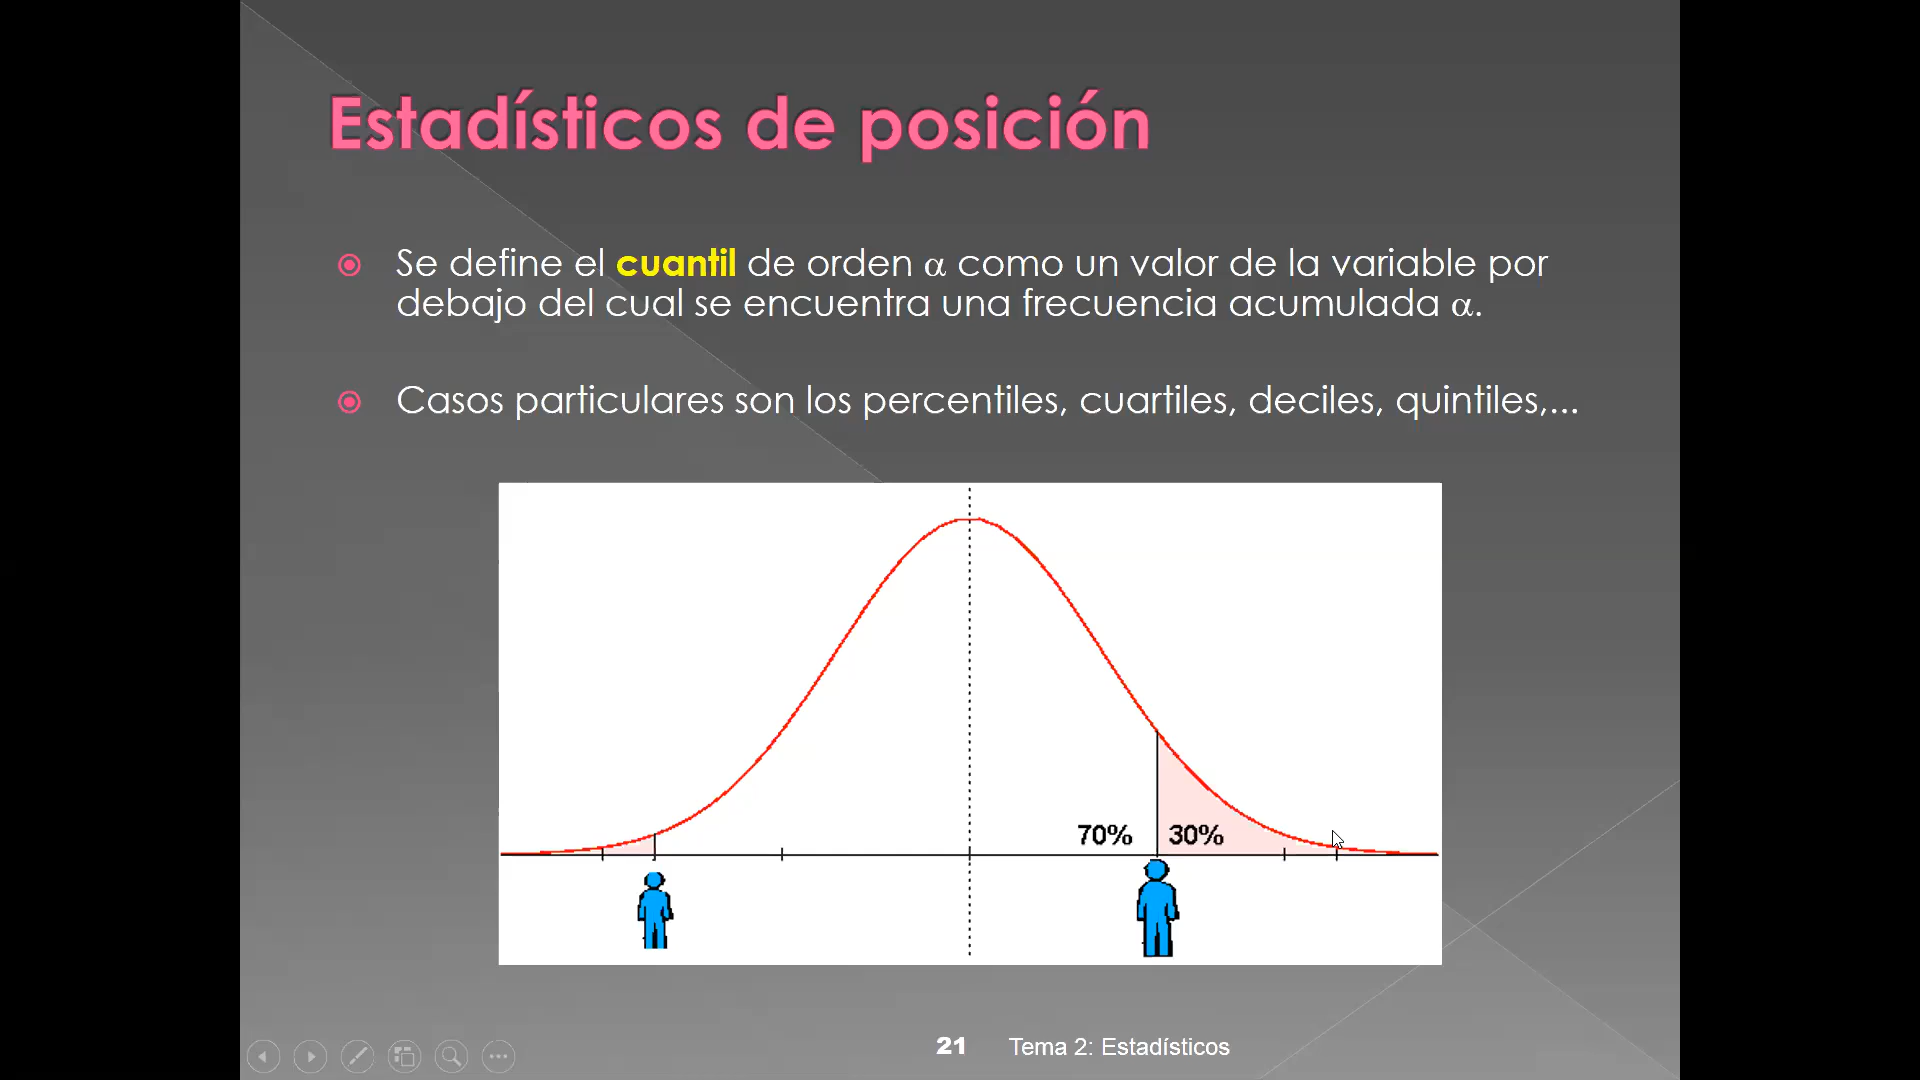 Estadísticos de posición
Se define el cuantil de orden α como un valor de la variable por
debajo del cual se encuentra una frecuencia acumulada α.
Casos particulares son los percentiles, cuartiles, deciles, quintiles,...
70% 30%
21 Tema 2: Estadísticos